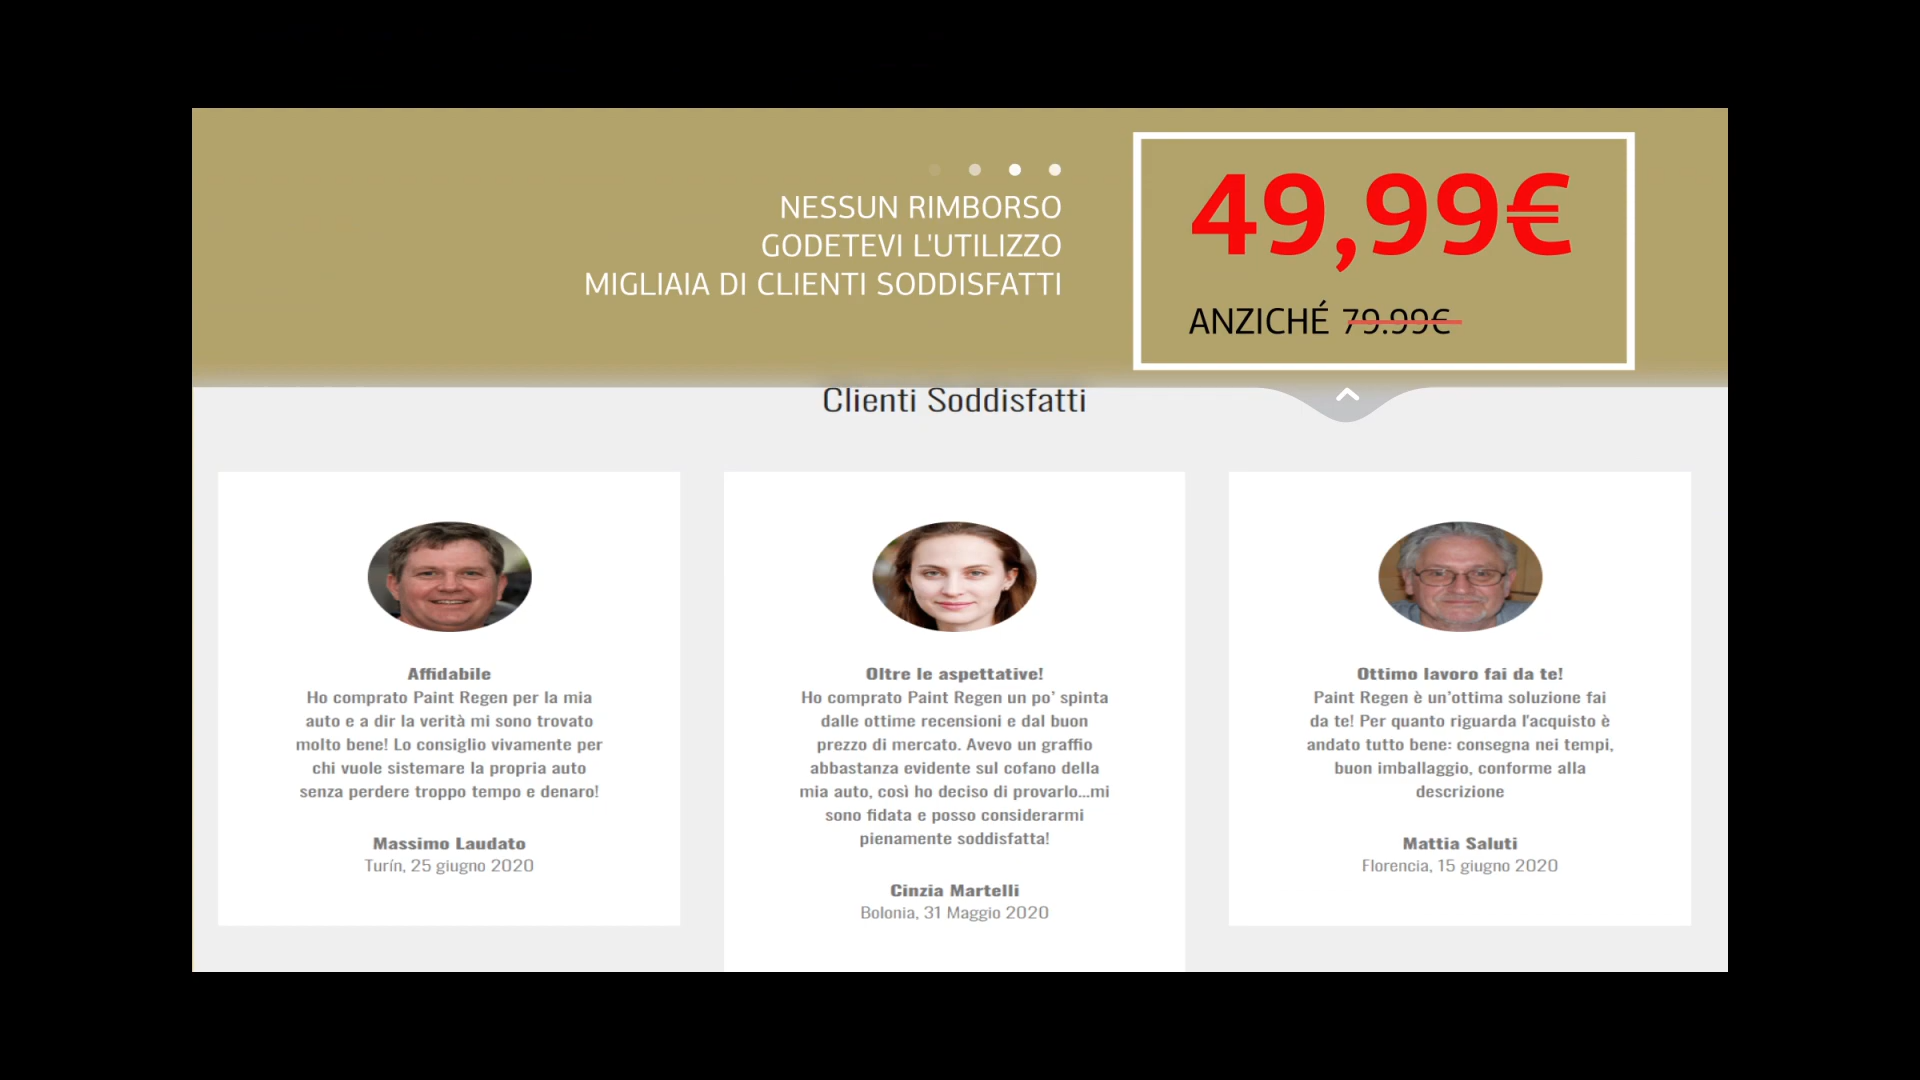 NESSUN RIMBORSO
GODETEVI L'UTILIZZO
MIGLIAIA DI CLIENTI SODDISFATTI
49,99€
ANZICHÉ 79.99€
Clienti Soddisfatti
Affidabile
Ho comprato Paint Regen per la mia
auto e a dir la verità mi sono trovato
molto bene! Lo consiglio vivamente per
chi vuole sistemare la propria auto
senza perdere troppo tempo e denaro!
Massimo Laudato
Turín, 25 giugno 2020
Oltre le aspettative!
Ho comprato Paint Regen un po’ spinta
dalle ottime recensioni e dal buon
prezzo di mercato. Avevo un graffio
abbastanza evidente sul cofano della
mia auto, così ho deciso di provarlo...mi
sono fidata e posso considerarmi
pienamente soddisfatta!
Cinzia Martelli
Bolonia, 31 Maggio 2020
Ottimo lavoro fai da te!
Paint Regen è un’ottima soluzione fai
da te! Per quanto riguarda l’acquisto è
andato tutto bene: consegna nei tempi,
buon imballaggio, conforme alla
descrizione
Mattia Saluti
Florencia, 15 giugno 2020